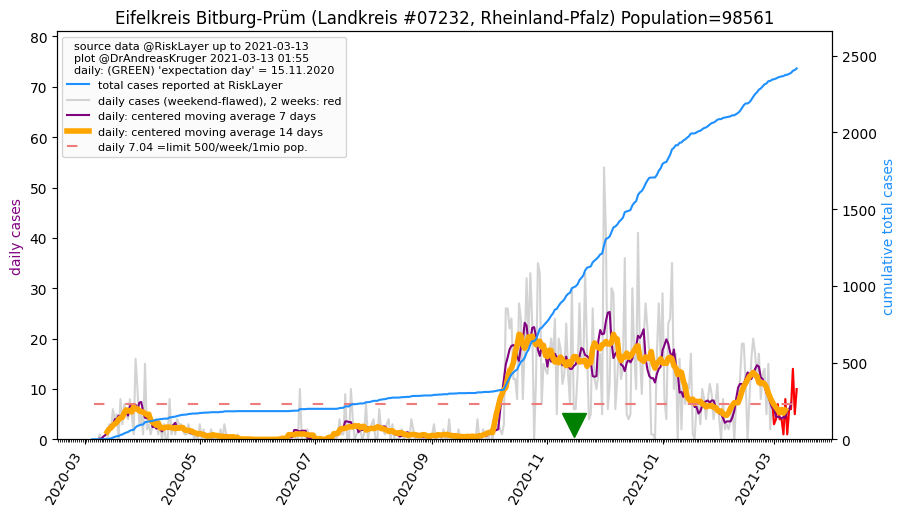 Eifelkreis Bitburg-Prüm (Landkreis #07232, Rheinland-Pfalz) Population=98561
source data @RiskLayer up to 2021-03-13
plot @DrAndreasKruger 2021-03-13 01:55
daily: (GREEN) 'expectation day' = 15.11.2020
total cases reported at RiskLayer
daily cases (weekend-flawed), 2 weeks: red
daily: centered moving average 7 days
daily: centered moving average 14 days
daily 7.04 =limit 500/week/1mio pop.
daily cases
80
70
60
50
40
30
20
10
0
cumulative total cases
2500
2000
1500
1000
500
0
2020-03
2020-05
2020-07
2020-09
2020-11
2021-01
2021-03